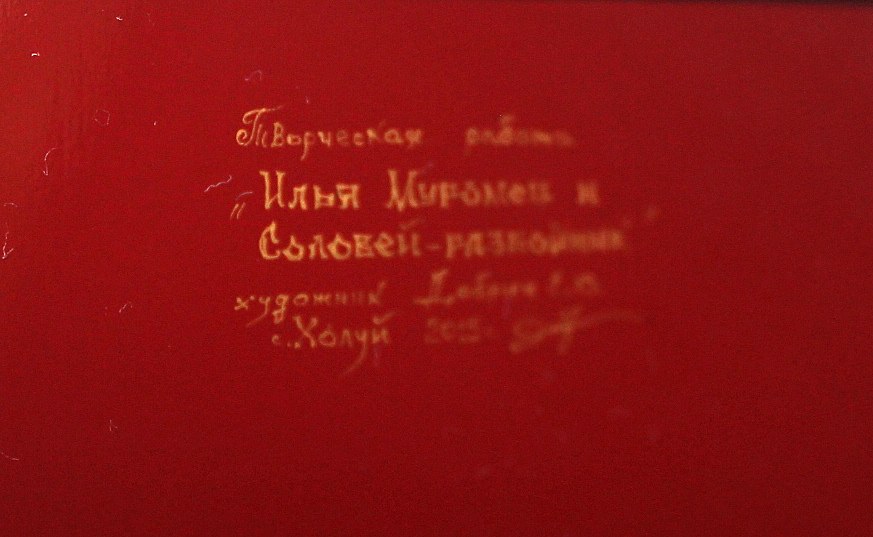 Творческая работа
"Илья Муромец и
Соловей-разбойник"
художник
с. Холуй